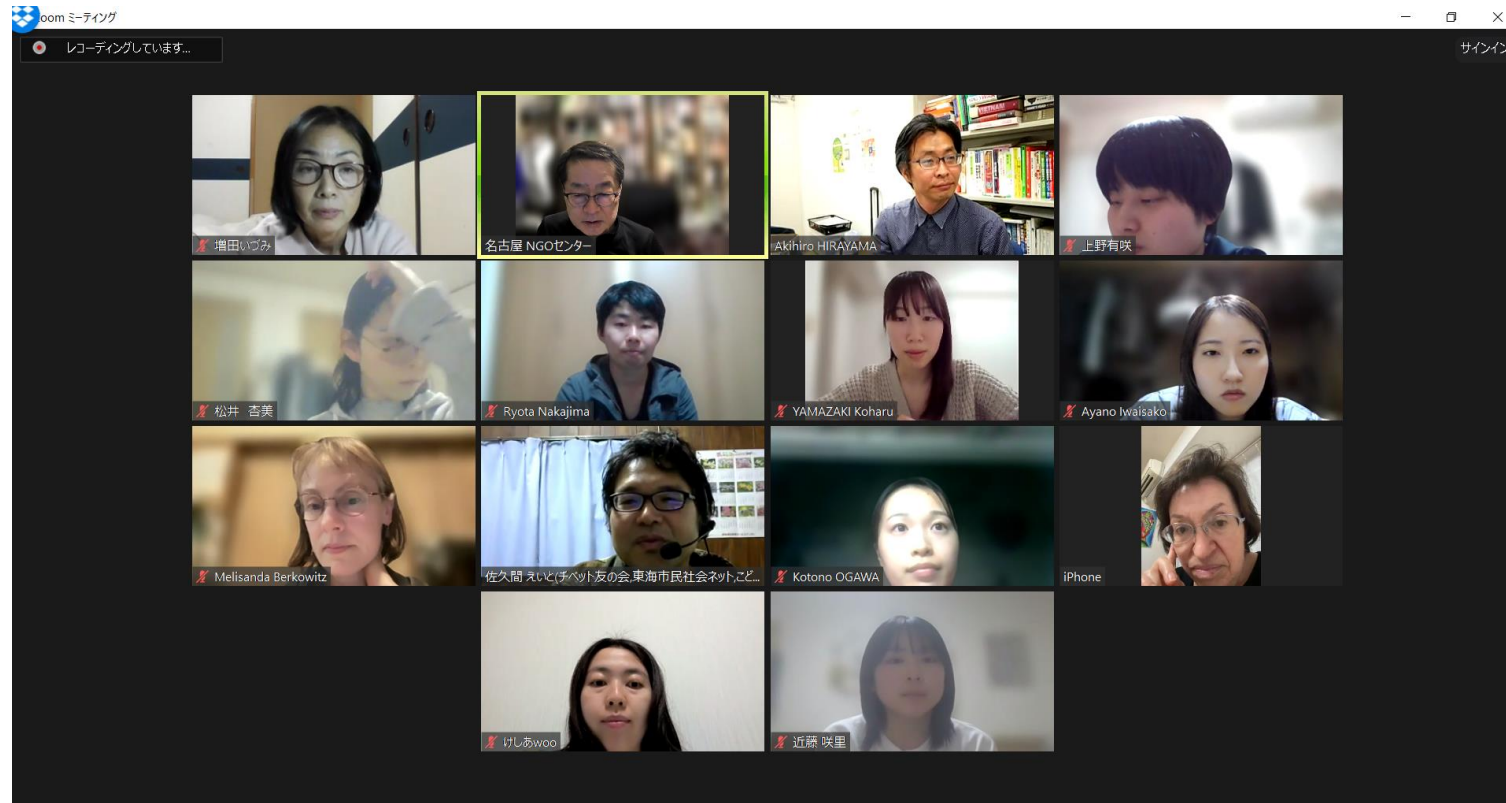 oom ミーティング
レコーディングしています...
サインイン
増田いづみ
名古屋 NGOセンター
Akihiro HIRAYAMA
上野有咲
松井 杏美
Ryota Nakajima
YAMAZAKI Koharu
Ayano Iwaisako
Melisanda Berkowitz
佐久間 えいと(チベット友の会,東海市民社会ネット,こど...
Kotono OGAWA
iPhone
けしあwoo
近藤 咲里
VIETNAM